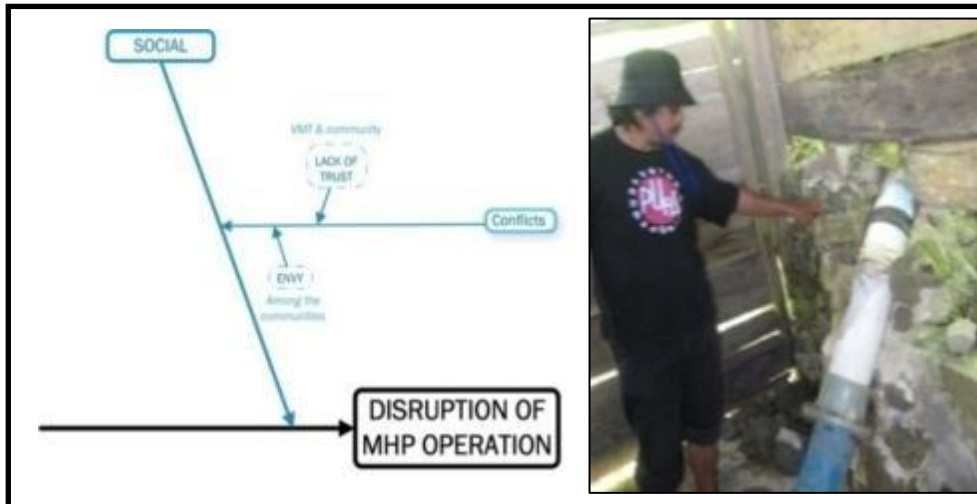 SOCIAL
VMT & community
LACK OF
TRUST
Conflicts
ENVY
Among the
communities
DISRUPTION OF
MHP OPERATION